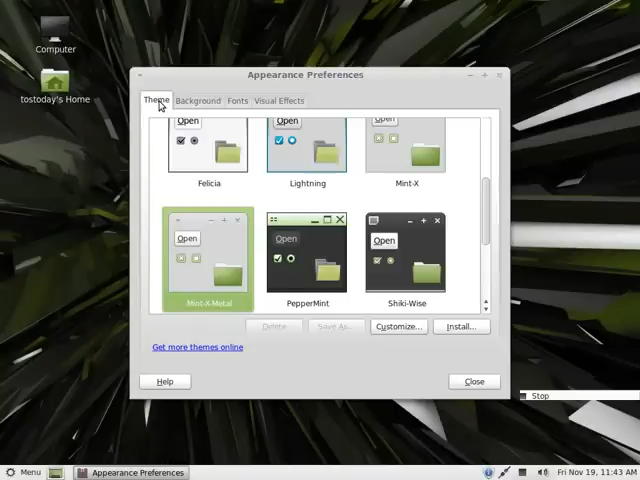 Computer
tostoday's Home
Appearance Preferences
Theme Background Fonts Visual Effects
Open Open Open
Felicia Lightning Mint-X
Open Open Open
Mint-X-Metal PepperMint Shiki-Wise
Delete Save As... Customize... Install...
Get more themes online
Help Close
Stop
Menu Appearance Preferences Fri Nov 19, 11:43 AM